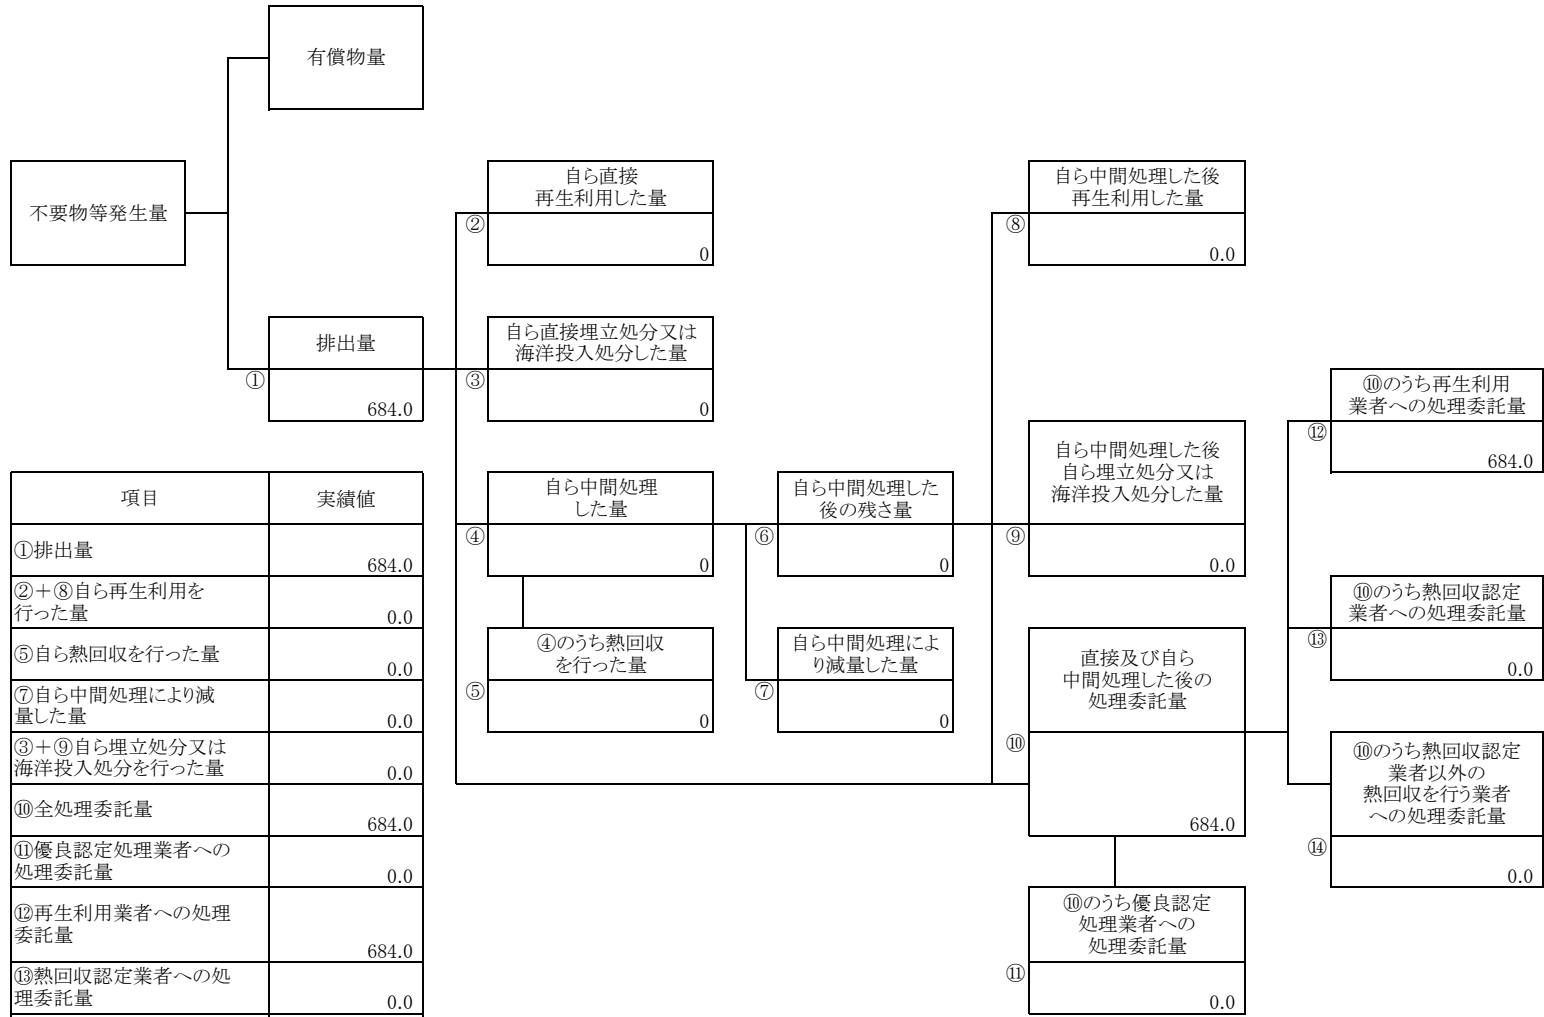 有償物量
不要物等発生量
排出量
①
684.0
自ら直接
再生利用した量
②
0
自ら直接埋立処分又は
海洋投入処分した量
③
0
自ら中間処理
した量
④
0
④のうち熱回収
を行った量
⑤
0
自ら中間処理した
後の残さ量
⑥
0
自ら中間処理によ
り減量した量
⑦
0
自ら中間処理した後
再生利用した量
⑧
0.0
自ら中間処理した後
自ら埋立処分又は
海洋投入処分した量
⑨
0.0
直接及び自ら
中間処理した後の
処理委託量
⑩
684.0
⑩のうち優良認定
処理業者への
処理委託量
⑪
0.0
⑩のうち再生利用
業者への処理委託量
⑫
684.0
⑩のうち熱回収認定
業者への処理委託量
⑬
0.0
⑩のうち熱回収認定
業者以外の
熱回収を行う業者
への処理委託量
⑭
0.0
項目 実績値
①排出量 684.0
②＋⑧自ら再生利用を
行った量 0.0
⑤自ら熱回収を行った量 0.0
⑦自ら中間処理により減
量した量 0.0
③＋⑨自ら埋立処分又は
海洋投入処分を行った量 0.0
⑩全処理委託量 684.0
⑪優良認定処理業者への
処理委託量 0.0
⑫再生利用業者への処理
委託量 684.0
⑬熱回収認定業者への処
理委託量 0.0